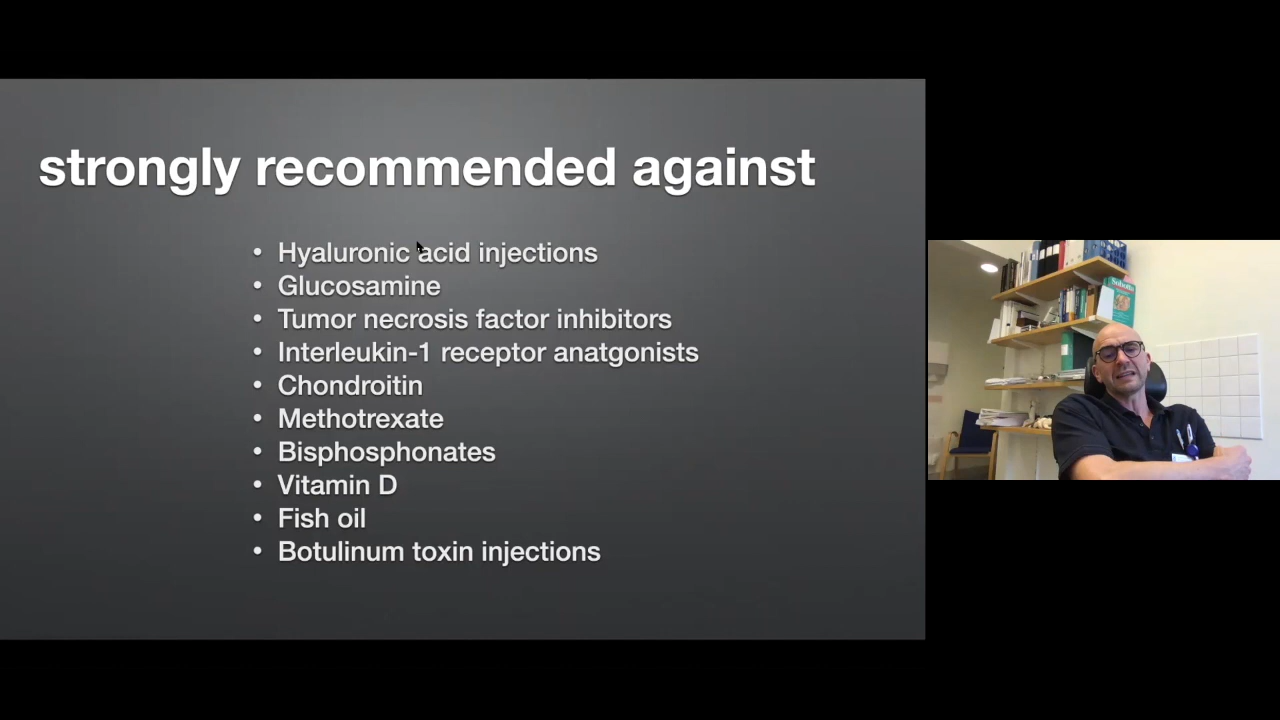 strongly recommended against
• Hyaluronic acid injections
• Glucosamine
• Tumor necrosis factor inhibitors
• Interleukin-1 receptor anatgonists
• Chondroitin
• Methotrexate
• Bisphosphonates
• Vitamin D
• Fish oil
• Botulinum toxin injections
Sobotta